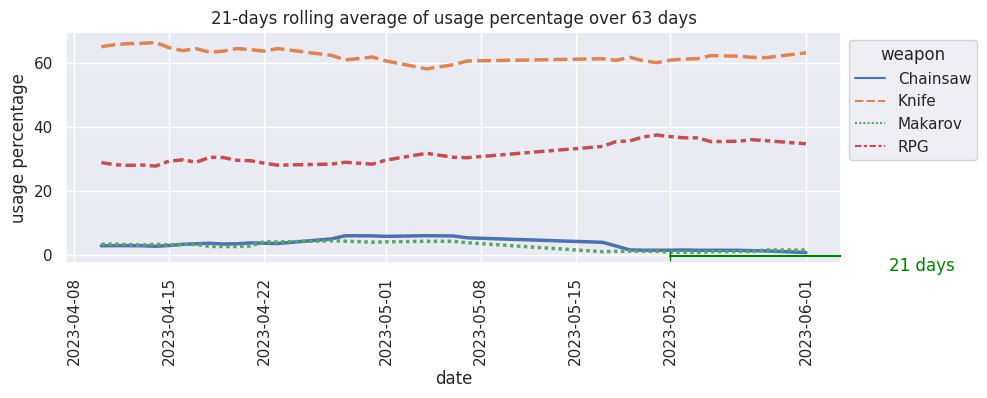 21-days rolling average of usage percentage over 63 days
usage percentage
60
40
20
0
weapon
Chainsaw
Knife
Makarov
RPG
21 days
2023-04-08
2023-04-15
2023-04-22
2023-05-01
2023-05-08
2023-05-15
2023-05-22
2023-06-01
date